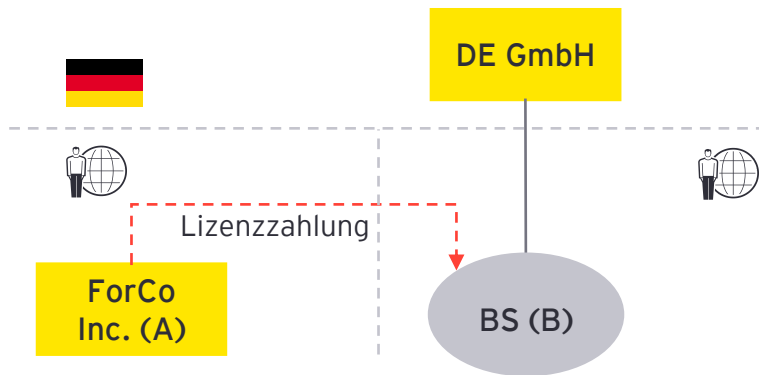 DE GmbH
Lizenzzahlung
ForCo
Inc. (A)
BS (B)